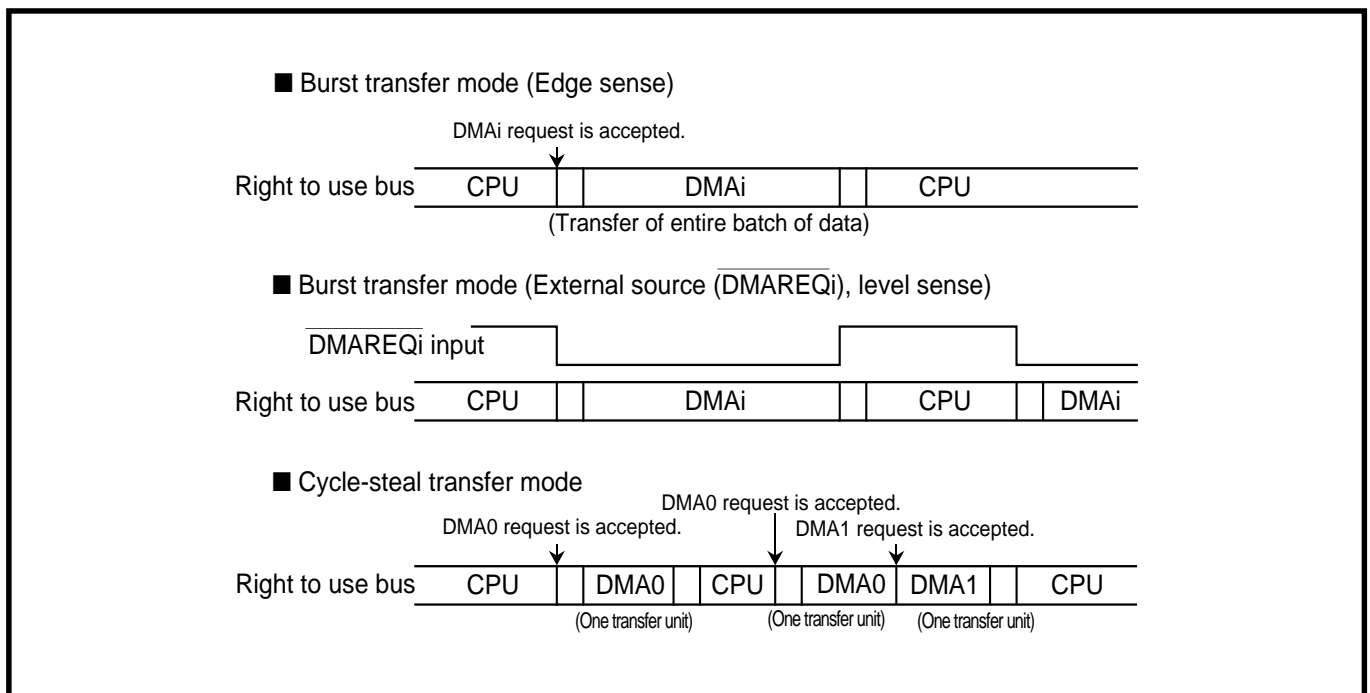 ■ Burst transfer mode (Edge sense)
DMAi request is accepted.
Right to use bus CPU DMAi CPU
(Transfer of entire batch of data)
■ Burst transfer mode (External source (DMAREQi), level sense)
DMAREQi input
Right to use bus CPU DMAi CPU DMAi
■ Cycle-steal transfer mode
DMA0 request is accepted.
DMA0 request is accepted.
DMA1 request is accepted.
Right to use bus CPU DMA0 CPU DMA0 DMA1 CPU
(One transfer unit) (One transfer unit) (One transfer unit)